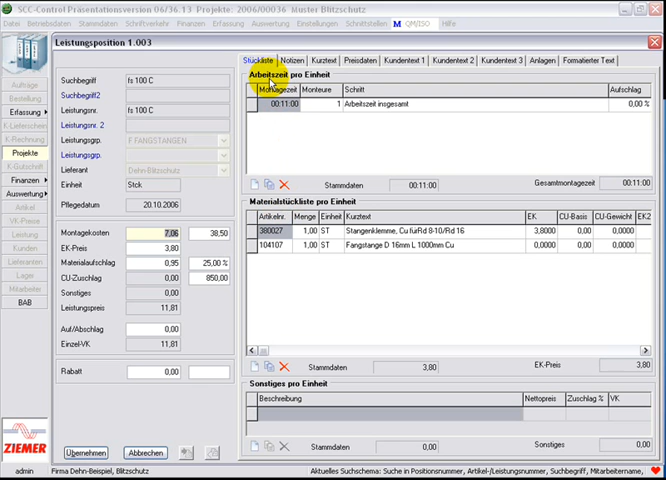 SCC-Control Präsentationsversion 06/36.13 Projekte: 2006/00036 Muster Blitzschutz
Datei Betriebsdaten Stammdaten Schriftverkehr Finanzen Erfassung Auswertung Einstellungen Schnittstellen M QM/ISO Hilfe
Leistungsposition 1.003
Aufträge
Bestellung
Erfassung
K-Lieferschein
K-Rechnung
Projekte
K-Gutschrift
Finanzen
Auswertung
Artikel
VK-Preise
Leistung
Kunden
Lieferanten
Lager
Mitarbeiter
BAB
ZIEMER
Suchbegriff fs 100 C
Suchbegriff2
Leistungsnr. fs 100 C
Leistungsnr. 2
Leistungsgrp. F FANGSTANGEN
Leistungsgrp.
Lieferant Dehn-Blitzschutz
Einheit Stck
Pflegedatum 20.10.2006
Montagekosten 7,06 38,50
EK-Preis 3,80
Materialaufschlag 0,95 25,00 %
CU-Zuschlag 0,00 850,00
Sonstiges 0,00
Leistungspreis 11,81
Auf/Abschlag 0,00
Einzel-VK 11,81
Rabatt 0,00
Übernehmen Abbrechen
Stückliste Notizen Kurztext Preisdaten Kundentext 1 Kundentext 2 Kundentext 3 Anlagen Formatierter Text
Arbeitszeit pro Einheit
Montagezeit Monteure Schritt Aufschlag
00:11:00 1 Arbeitszeit insgesamt 0,00 %
Stammdaten 00:11:00 Gesamtmontagezeit 00:11:00
Materialstückliste pro Einheit
Artikelnr. Menge Einheit Kurztext EK CU-Basis CU-Gewicht EK2
380027 1,00 ST Stangenklemme, Cu fürRd 8-10/Rd 16 3,8000 0,00 0,0000
104107 1,00 ST Fangstange D 16mm L 1000mm Cu 0,0000 0,00 0,0000
Stammdaten 3,80 EK-Preis 3,80
Sonstiges pro Einheit
Beschreibung Nettopreis Zuschlag % VK
Stammdaten 0,00 Sonstiges 0,00
admin Firma Dehn-Beispiel, Blitzschutz Aktuelles Suchschema: Suche in Positionsnummer, Artikel-/Leistungsnummer, Suchbegriff, Mitarbeitername,